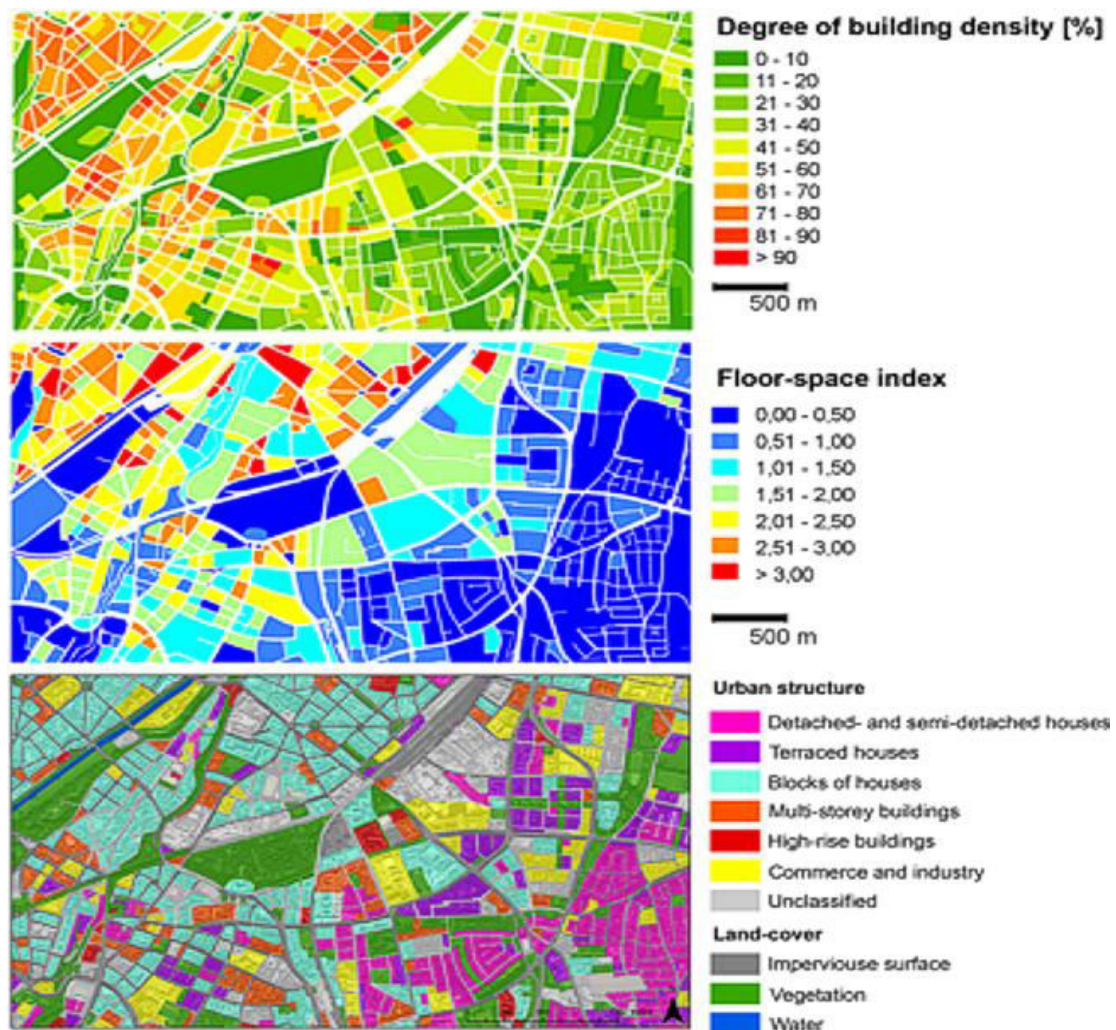 Degree of building density [%]
0 - 10
11 - 20
21 - 30
31 - 40
41 - 50
51 - 60
61 - 70
71 - 80
81 - 90
> 90
500 m
Floor-space index
0,00 - 0,50
0,51 - 1,00
1,01 - 1,50
1,51 - 2,00
2,01 - 2,50
2,51 - 3,00
> 3,00
500 m
Urban structure
Detached- and semi-detached houses
Terraced houses
Blocks of houses
Multi-storey buildings
High-rise buildings
Commerce and industry
Unclassified
Land-cover
Imperviouse surface
Vegetation
Water